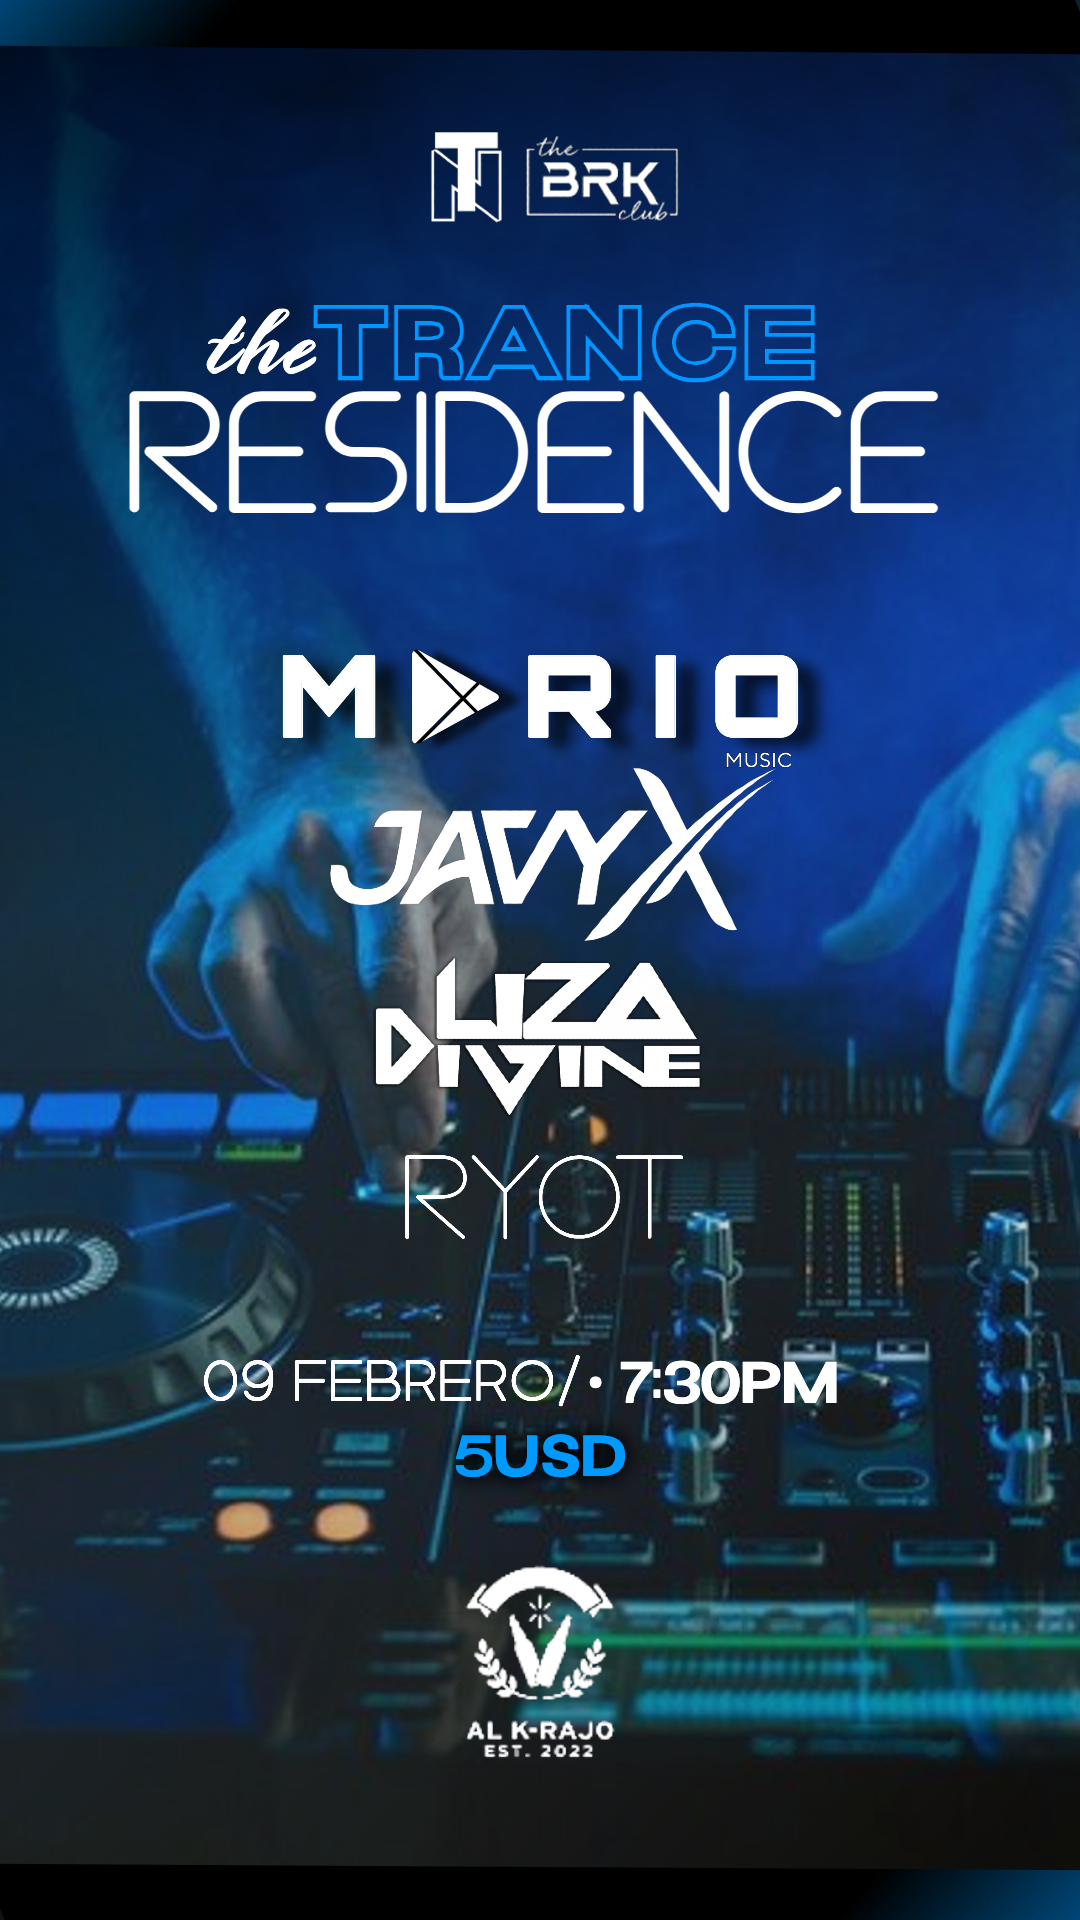 TN
the
BRK
club
the TRANCE
RESIDENCE
MARIO
MUSIC
JAVYX
LIZA
DIVINE
RYOT
09 FEBRERO/ • 7:30PM
5USD
AL K-RAJO
EST. 2022